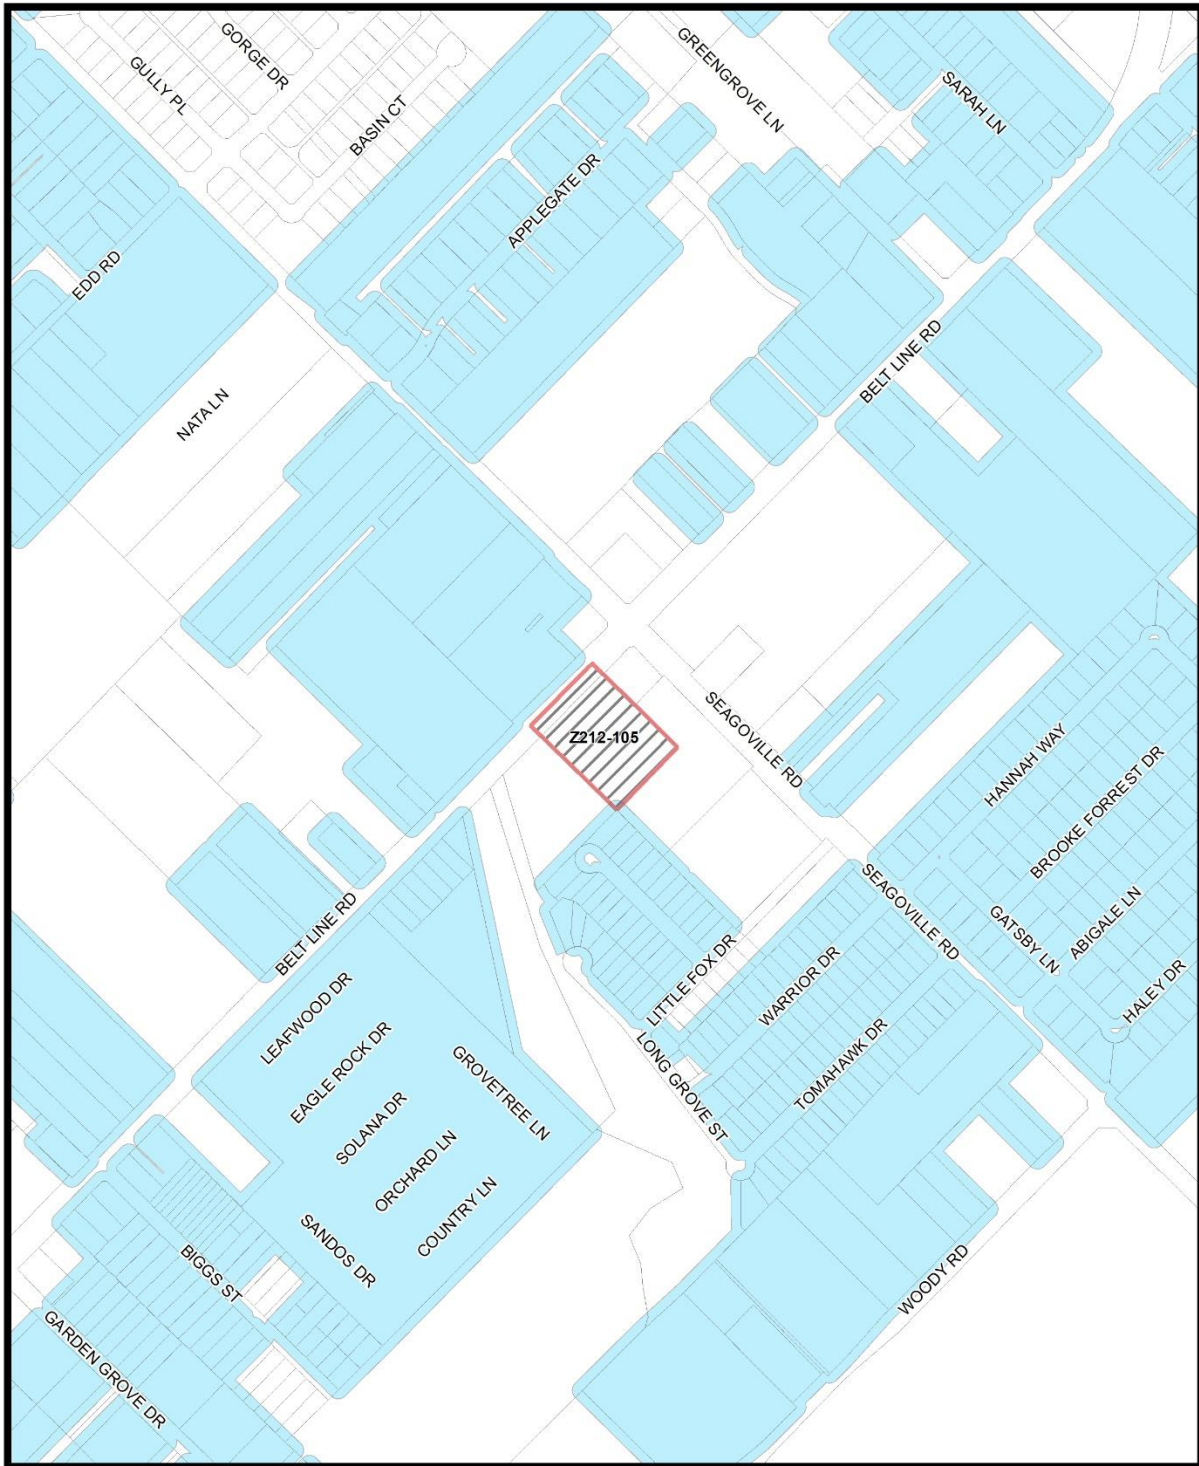 GORGE DR
GREENGROVE LN
GULLY PL
SARAH LN
BASIN CT
APPLEGATE DR
EDD RD
BELT LINE RD
NATA LN
SEAGOVILLE RD
Z212-105
HANNAH WAY
BROOKE FORREST DR
SEAGOVILLE RD
ABIGALE LN
BELT LINE RD
GATSBY LN
LITTLE FOX DR
WARRIOR DR
HALEY DR
LEAFWOOD DR
EAGLE ROCK DR
TOMAHAWK DR
LONG GROVE ST
GROVETREE LN
SOLANA DR
ORCHARD LN
COUNTRY LN
SANDOS DR
BIGGS ST
WOODY RD
GARDEN GROVE DR